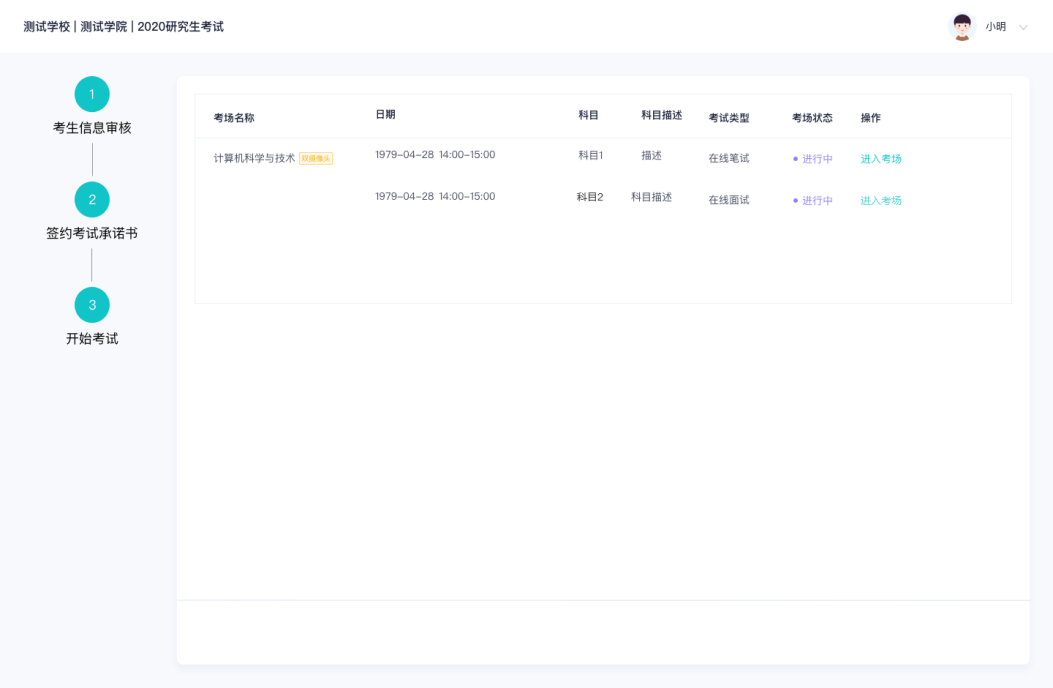 测试学校 | 测试学院 | 2020研究生考试
小明
1
考生信息审核
2
签约考试承诺书
3
开始考试
考场名称 日期 科目 科目描述 考试类型 考场状态 操作
计算机科学与技术 双摄像头 1979-04-28 14:00-15:00 科目1 描述 在线笔试 进行中 进入考场
1979-04-28 14:00-15:00 科目2 科目描述 在线面试 进行中 进入考场